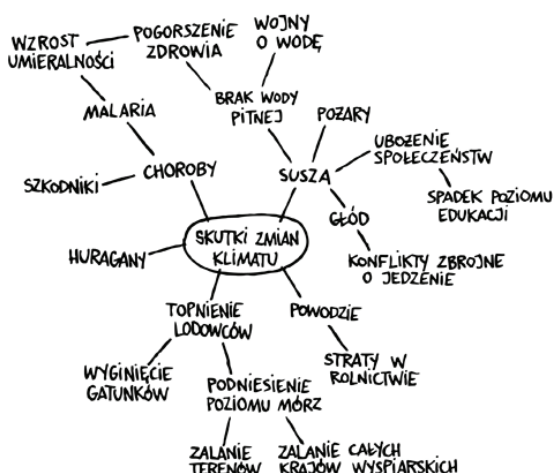 WOJNY
O WODĘ
POGORSZENIE
ZDROWIA
WZROST
UMIERALNOŚCI
BRAK WODY
PITNEJ
MALARIA
POŻARY
UBOŻENIE
SPOŁECZEŃSTW
CHOROBY
SUSZA
SZKODNIKI
SPADEK POZIOMU
EDUKACJI
GŁÓD
SKUTKI ZMIAN
KLIMATU
HURAGANY
KONFLIKTY ZBROJNE
O JEDZENIE
TOPNIENIE
LODOWCÓW
POWODZIE
STRATY W
ROLNICTWIE
WYGINIĘCIE
GATUNKÓW
PODNIESIENIE
POZIOMU MÓRZ
ZALANIE
TERENÓW
ZALANIE CAŁYCH
KRAJÓW WYSPIARSKICH